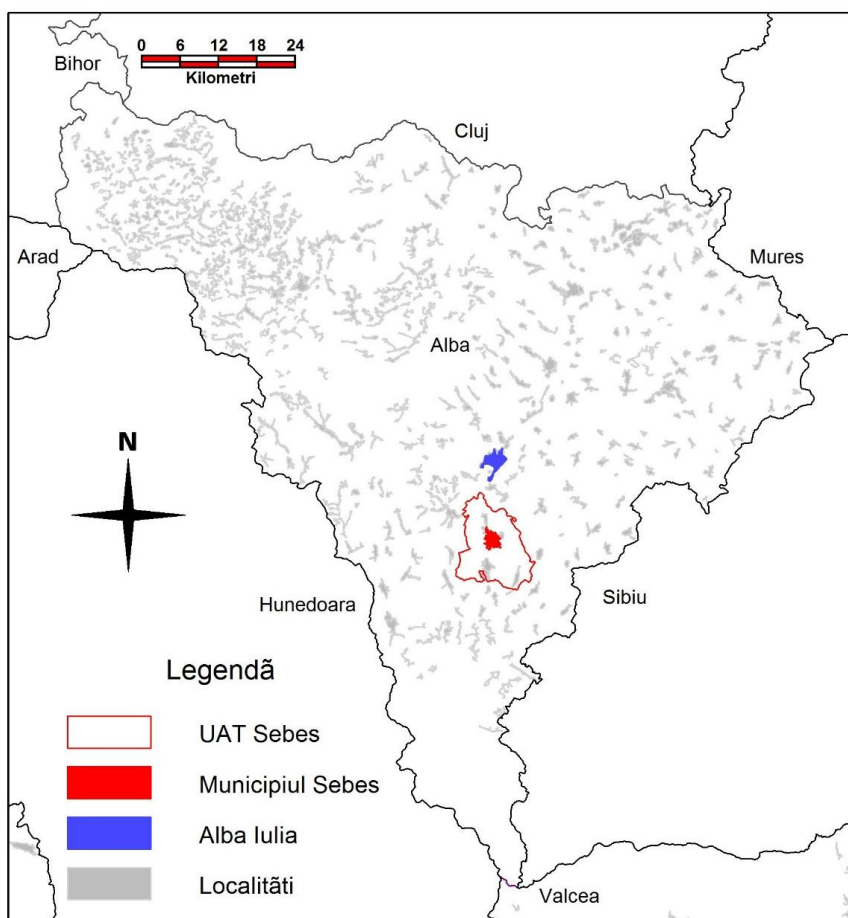 0 6 12 18 24
Kilometri
Bihor
Cluj
Arad
Mures
Alba
N
Hunedoara
Sibiu
Legendã
UAT Sebes
Municipiul Sebes
Alba Iulia
Localitãti
Valcea